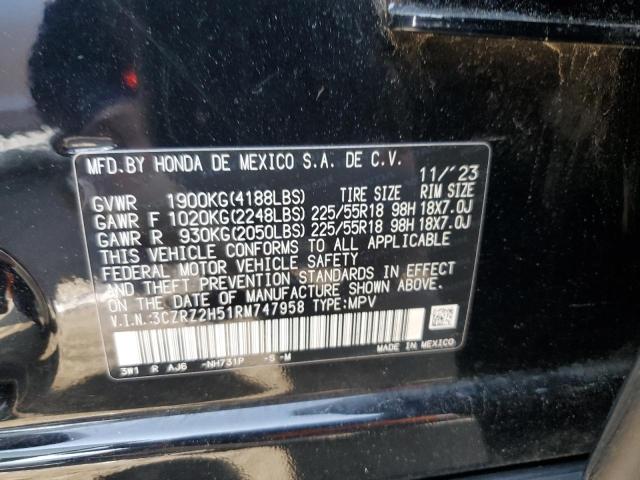 MFD.BY HONDA DE MEXICO S.A. DE C.V. 11/'23
GVWR 1900KG(4188LBS) TIRE SIZE RIM SIZE
GAWR F 1020KG(2248LBS) 225/55R18 98H 18X7.0J
GAWR R 930KG(2050LBS) 225/55R18 98H 18X7.0J
THIS VEHICLE CONFORMS TO ALL APPLICABLE
FEDERAL MOTOR VEHICLE SAFETY
AND THEFT PREVENTION STANDARDS IN EFFECT
ON THE DATE OF MANUFACTURE SHOWN ABOVE.
V.I.N.:3CZRZ2H51RM747958 TYPE:MPV
3W1 R AJ6 -NH731P -S -M MADE IN MEXICO